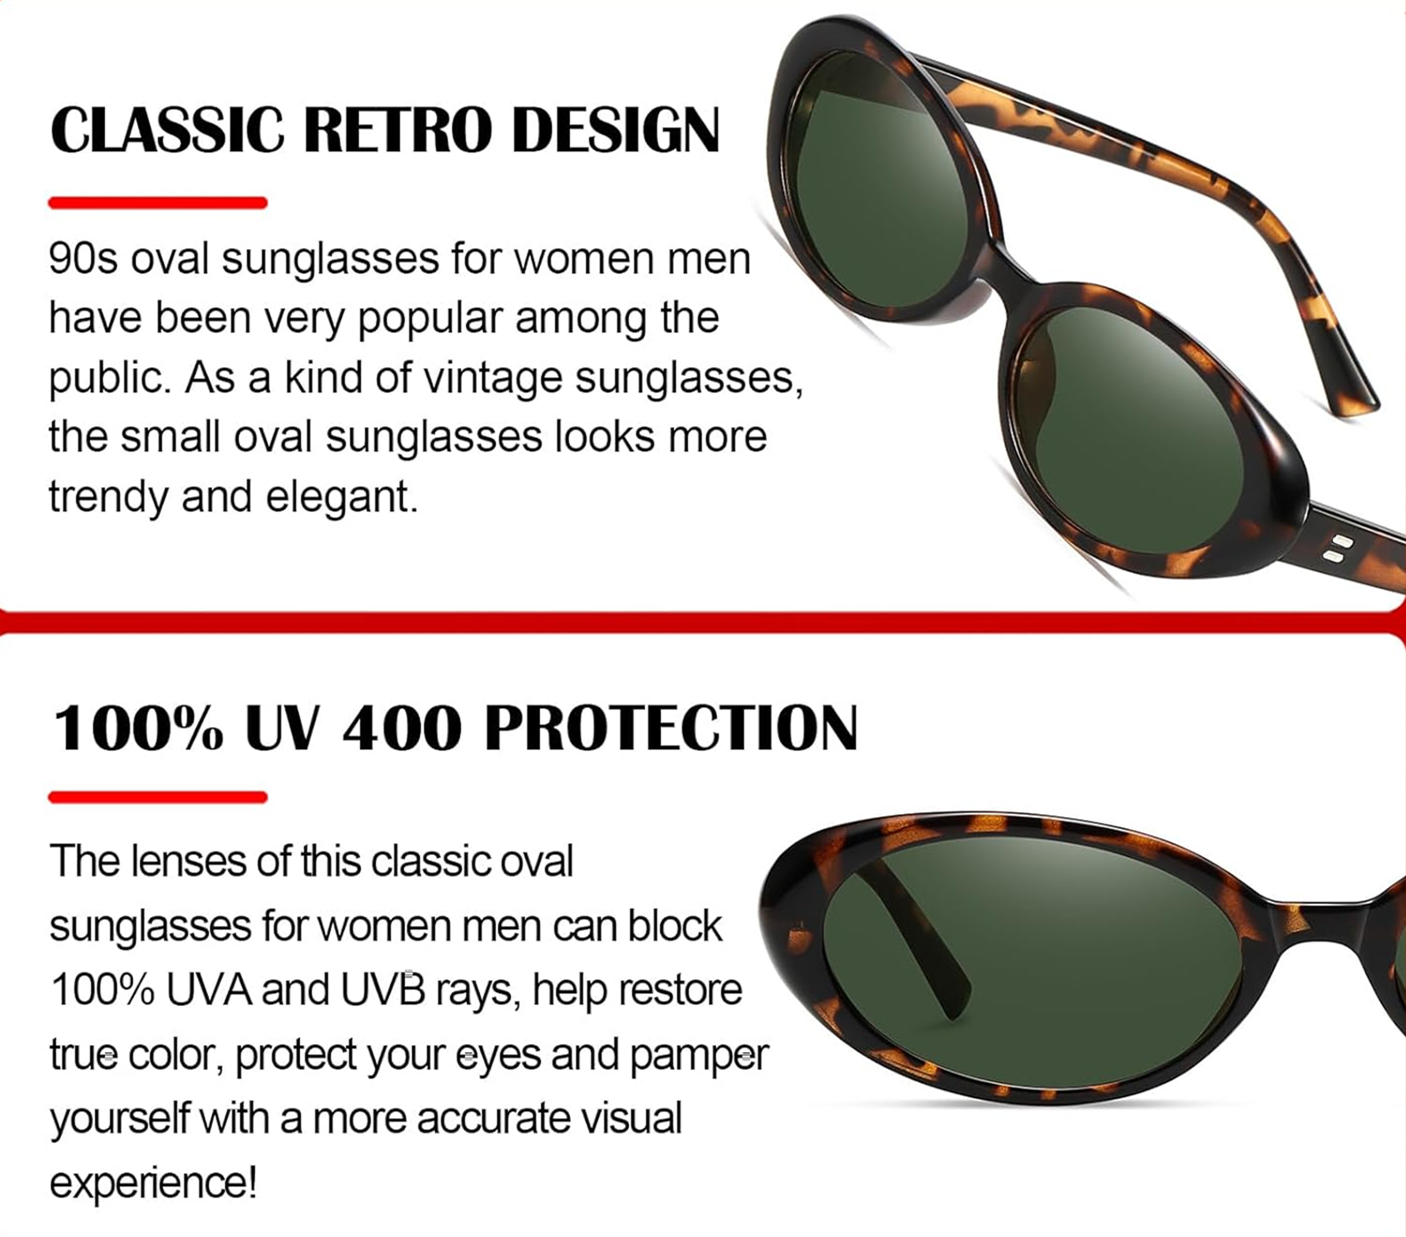 CLASSIC RETRO DESIGN
90s oval sunglasses for women men
have been very popular among the
public. As a kind of vintage sunglasses,
the small oval sunglasses looks more
trendy and elegant.
100% UV 400 PROTECTION
The lenses of this classic oval
sunglasses for women men can block
100% UVA and UVB rays, help restore
true color, protect your eyes and pamper
yourself with a more accurate visual
experience!